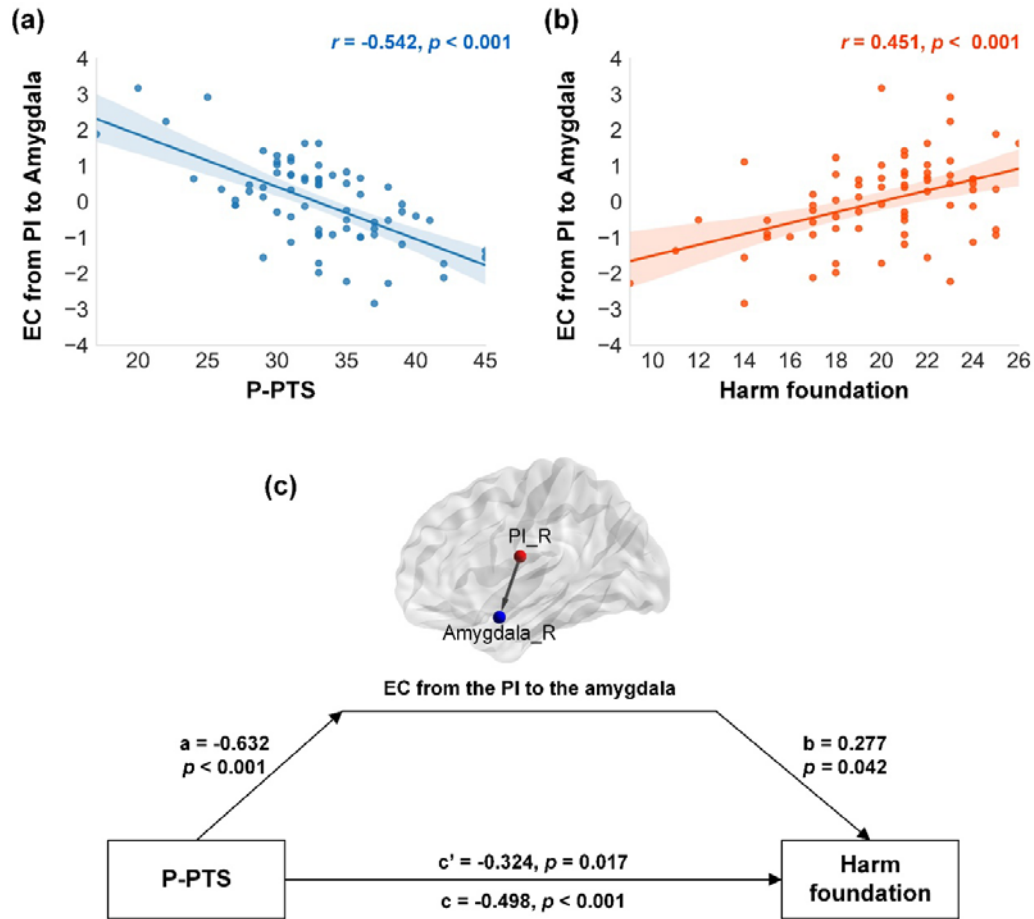 (a)
r = -0.542, p < 0.001
EC from PI to Amygdala
4
3
2
1
0
−1
−2
−3
−4
20
25
30
35
40
45
P-PTS
(b)
r = 0.451, p < 0.001
EC from PI to Amygdala
4
3
2
1
0
−1
−2
−3
−4
10
12
14
16
18
20
22
24
26
Harm foundation
(c)
PI_R
Amygdala_R
EC from the PI to the amygdala
a = -0.632
p < 0.001
b = 0.277
p = 0.042
P-PTS
c’ = -0.324, p = 0.017
c = -0.498, p < 0.001
Harm
foundation